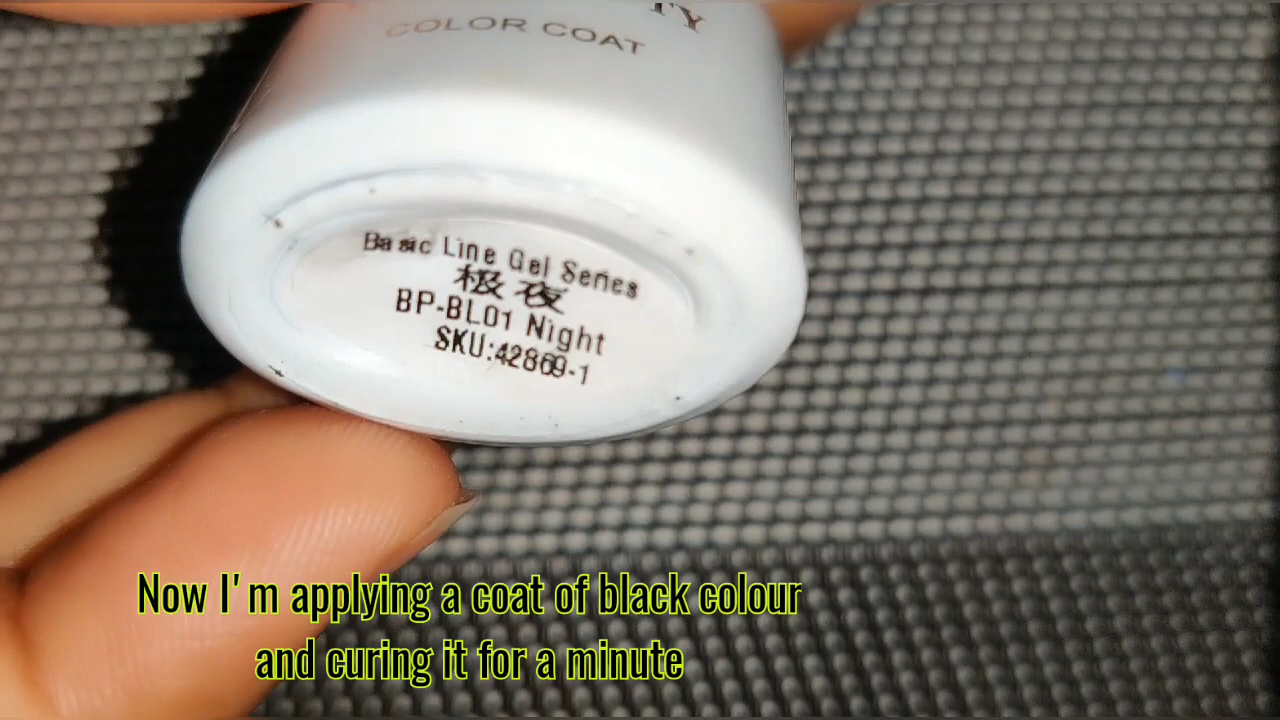 COLOR COAT
Basic Line Gel Series
极夜
BP-BL01 Night
SKU:42869-1
Now I'm applying a coat of black colour
and curing it for a minute